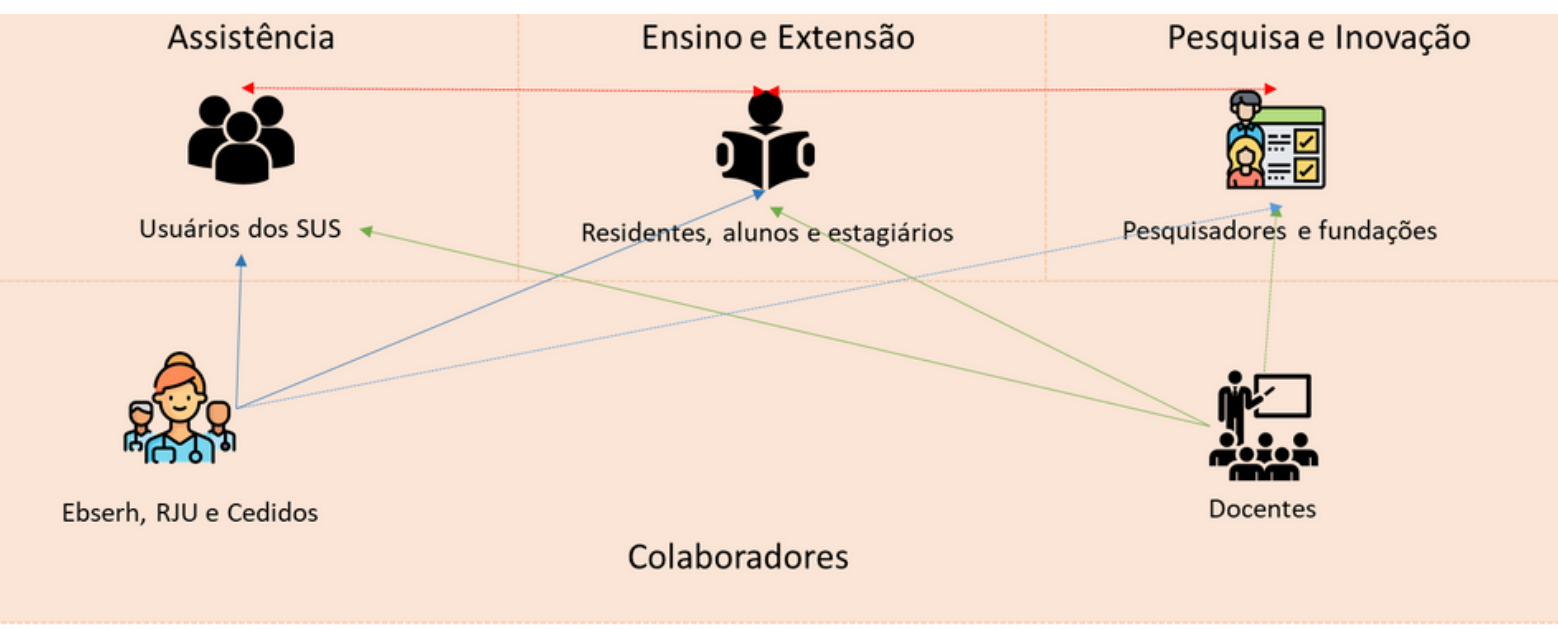 Assistência
Ensino e Extensão
Pesquisa e Inovação
Usuários dos SUS
Residentes, alunos e estagiários
Pesquisadores e fundações
Ebserh, RJU e Cedidos
Docentes
Colaboradores